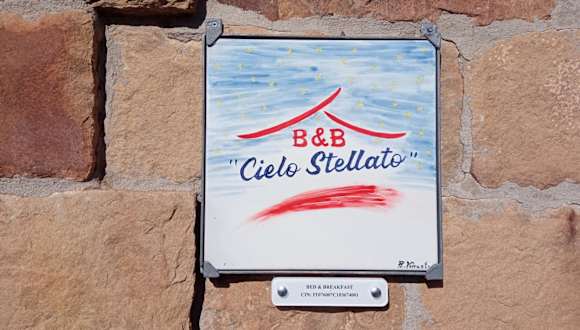 B&B
"Cielo Stellato"
BED & BREAKFAST